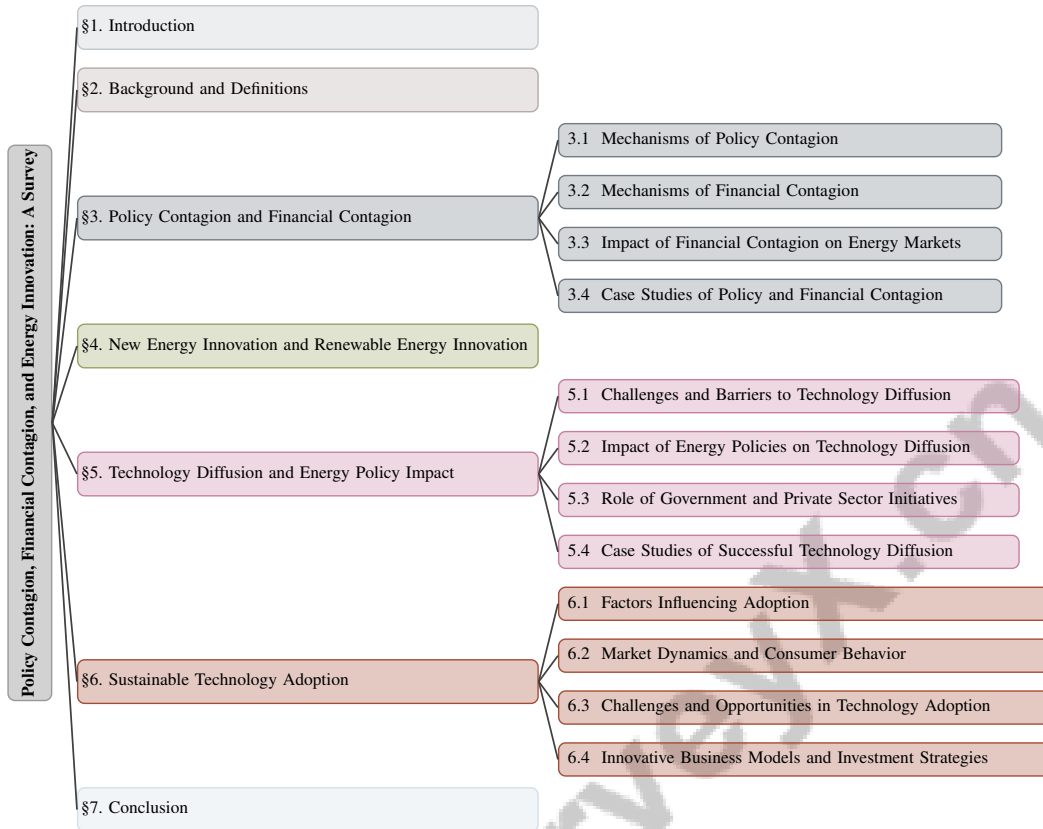 Policy Contagion, Financial Contagion, and Energy Innovation: A Survey
§1. Introduction
§2. Background and Definitions
§3. Policy Contagion and Financial Contagion
3.1 Mechanisms of Policy Contagion
3.2 Mechanisms of Financial Contagion
3.3 Impact of Financial Contagion on Energy Markets
3.4 Case Studies of Policy and Financial Contagion
§4. New Energy Innovation and Renewable Energy Innovation
§5. Technology Diffusion and Energy Policy Impact
5.1 Challenges and Barriers to Technology Diffusion
5.2 Impact of Energy Policies on Technology Diffusion
5.3 Role of Government and Private Sector Initiatives
5.4 Case Studies of Successful Technology Diffusion
§6. Sustainable Technology Adoption
6.1 Factors Influencing Adoption
6.2 Market Dynamics and Consumer Behavior
6.3 Challenges and Opportunities in Technology Adoption
6.4 Innovative Business Models and Investment Strategies
§7. Conclusion